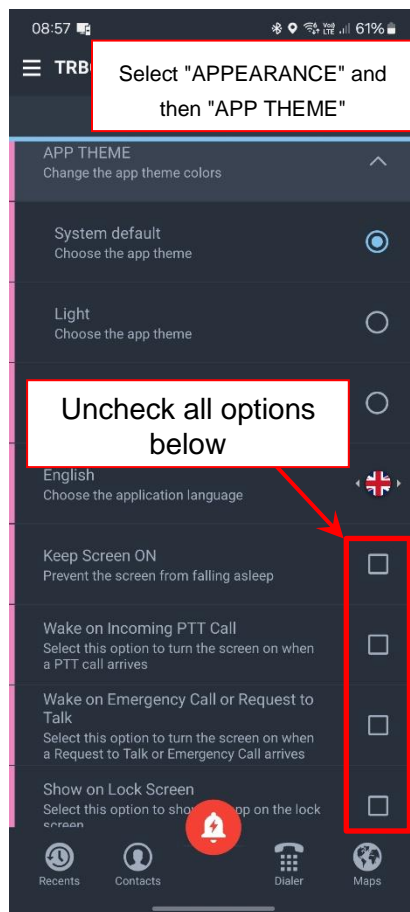 08:57 61%
TRB
Select "APPEARANCE" and
then "APP THEME"
APP THEME
Change the app theme colors
System default
Choose the app theme
Light
Choose the app theme
Uncheck all options
below
English
Choose the application language
Keep Screen ON
Prevent the screen from falling asleep
Wake on Incoming PTT Call
Select this option to turn the screen on when
a PTT call arrives
Wake on Emergency Call or Request to
Talk
Select this option to turn the screen on when
a Request to Talk or Emergency Call arrives
Show on Lock Screen
Select this option to on the lock
screen
Recents Contacts Dialer Maps